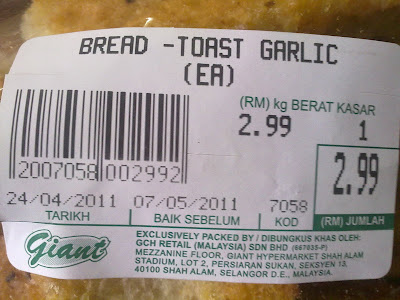 BREAD -TOAST GARLIC
(EA)
(RM) kg BERAT KASAR
2.99 1
2007058 002992
2.99
24/04/2011 07/05/2011 7058
TARIKH BAIK SEBELUM KOD (RM) JUMLAH
Giant
EXCLUSIVELY PACKED BY / DIBUNGKUS KHAS OLEH:
GCH RETAIL (MALAYSIA) SDN BHD (667035-P)
MEZZANINE FLOOR, GIANT HYPERMARKET SHAH ALAM
STADIUM, LOT 2, PERSIARAN SUKAN, SEKSYEN 13,
40100 SHAH ALAM, SELANGOR D.E., MALAYSIA.